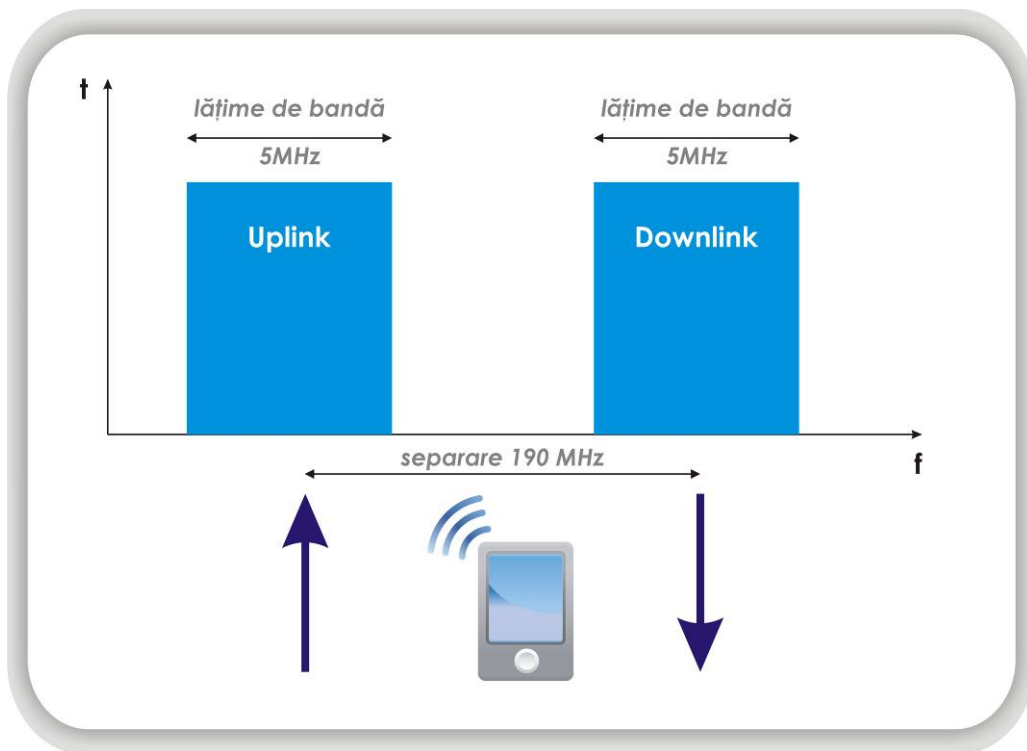 t
lățime de bandă
5MHz
lățime de bandă
5MHz
Uplink
Downlink
separare 190 MHz
f